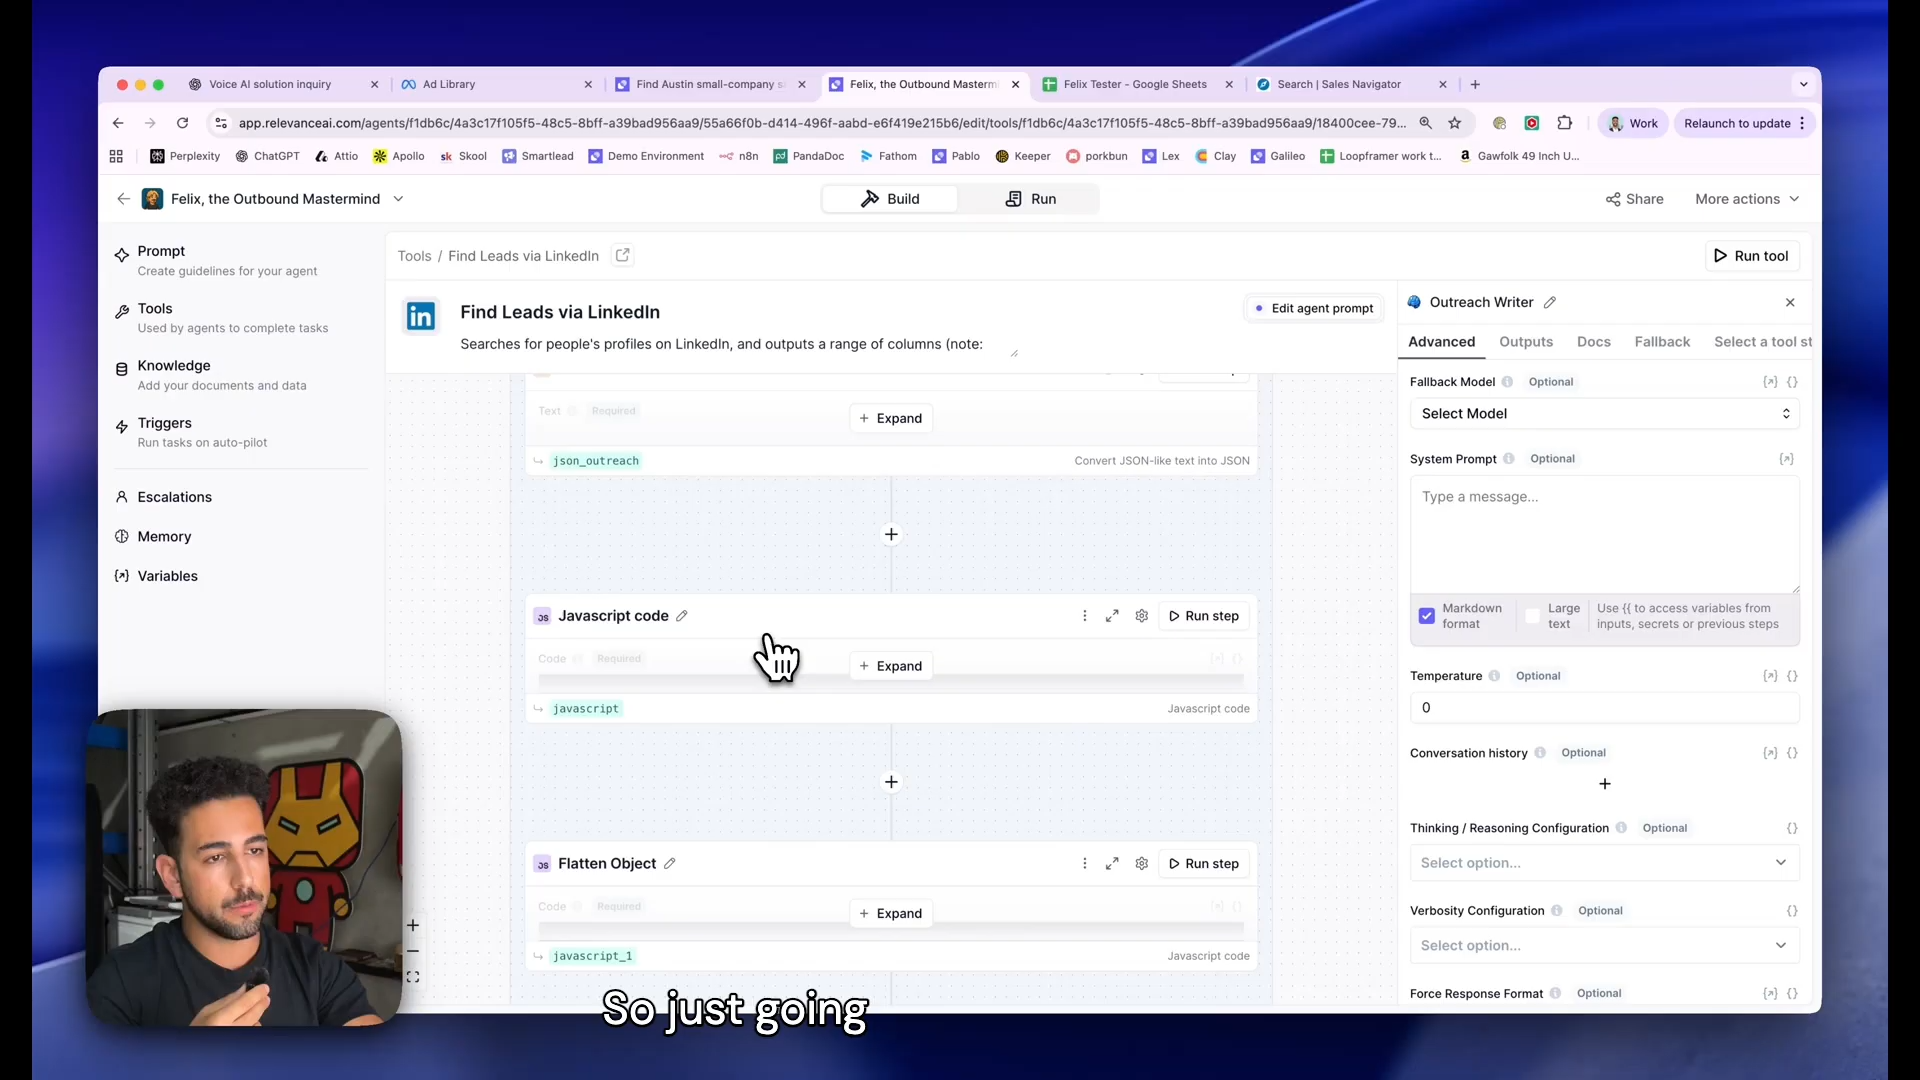 Voice AI solution inquiry
Ad Library
Find Austin small-company s
Felix, the Outbound Masterm
Felix Tester - Google Sheets
Search | Sales Navigator
app.relevanceai.com/agents/f1db6c/4a3c17f105f5-48c5-8bff-a39bad956aa9/55a66f0b-d414-496f-aabd-e6f419e215b6/edit/tools/f1db6c/4a3c17f105f5-48c5-8bff-a39bad956aa9/18400cee-79...
Work
Relaunch to update
Perplexity
ChatGPT
Attio
Apollo
sk Skool
Smartlead
Demo Environment
n8n
PandaDoc
Fathom
Pablo
Keeper
porkbun
Lex
Clay
Galileo
Loopframer work t...
Gawfolk 49 Inch U...
Felix, the Outbound Mastermind
Build
Run
Share
More actions
Prompt
Create guidelines for your agent
Tools
Used by agents to complete tasks
Knowledge
Add your documents and data
Triggers
Run tasks on auto-pilot
Escalations
Memory
Variables
Tools / Find Leads via LinkedIn
Run tool
in
Find Leads via LinkedIn
Edit agent prompt
Searches for people's profiles on LinkedIn, and outputs a range of columns (note:
Text Required
+ Expand
json_outreach
Convert JSON-like text into JSON
JS Javascript code
Run step
Code Required
+ Expand
javascript
Javascript code
JS Flatten Object
Run step
Code Required
+ Expand
javascript_1
Javascript code
Outreach Writer
Advanced
Outputs
Docs
Fallback
Select a tool st
Fallback Model Optional
Select Model
System Prompt Optional
Type a message...
Markdown format
Large text
Use {{ to access variables from inputs, secrets or previous steps
Temperature Optional
0
Conversation history Optional
Thinking / Reasoning Configuration Optional
Select option...
Verbosity Configuration Optional
Select option...
Force Response Format Optional
So just going